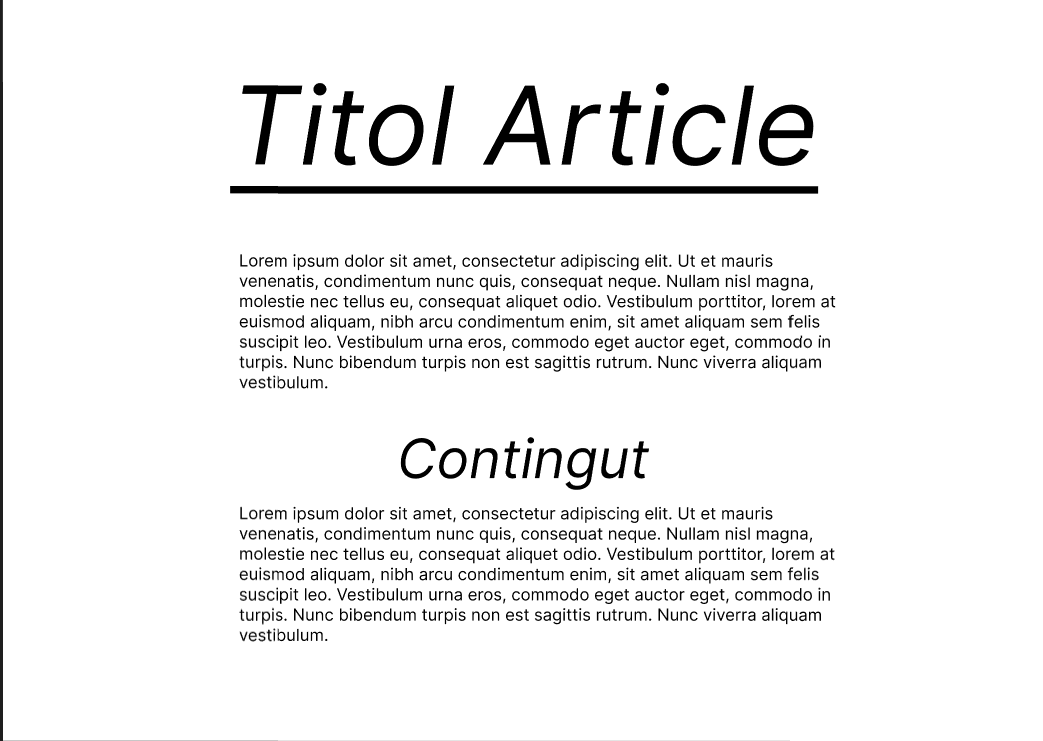 Titol Article
Lorem ipsum dolor sit amet, consectetur adipiscing elit. Ut et mauris
venenatis, condimentum nunc quis, consequat neque. Nullam nisl magna,
molestie nec tellus eu, consequat aliquet odio. Vestibulum porttitor, lorem at
euismod aliquam, nibh arcu condimentum enim, sit amet aliquam sem felis
suscipit leo. Vestibulum urna eros, commodo eget auctor eget, commodo in
turpis. Nunc bibendum turpis non est sagittis rutrum. Nunc viverra aliquam
vestibulum.
Contingut
Lorem ipsum dolor sit amet, consectetur adipiscing elit. Ut et mauris
venenatis, condimentum nunc quis, consequat neque. Nullam nisl magna,
molestie nec tellus eu, consequat aliquet odio. Vestibulum porttitor, lorem at
euismod aliquam, nibh arcu condimentum enim, sit amet aliquam sem felis
suscipit leo. Vestibulum urna eros, commodo eget auctor eget, commodo in
turpis. Nunc bibendum turpis non est sagittis rutrum. Nunc viverra aliquam
vestibulum.